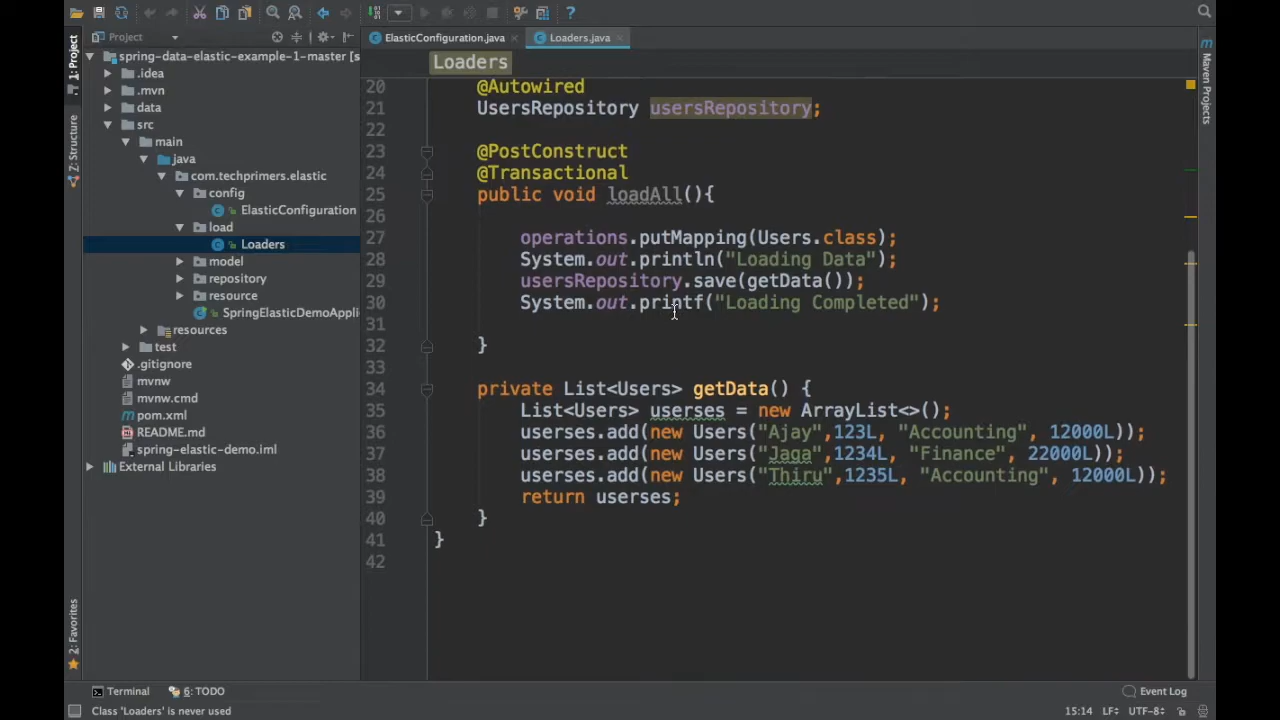 ElasticConfiguration.java
Loaders.java
Project
Loaders
1: Project
Z: Structure
2: Favorites
Maven Projects
spring-data-elastic-example-1-master [s
.idea
.mvn
data
src
main
java
com.techprimers.elastic
config
ElasticConfiguration
load
Loaders
model
repository
resource
SpringElasticDemoAppli
resources
test
.gitignore
mvnw
mvnw.cmd
pom.xml
README.md
spring-elastic-demo.iml
External Libraries
20 @Autowired
21 UsersRepository usersRepository;
22
23 @PostConstruct
24 @Transactional
25 public void loadAll(){
26
27 operations.putMapping(Users.class);
28 System.out.println("Loading Data");
29 usersRepository.save(getData());
30 System.out.printf("Loading Completed");
31
32 }
33
34 private List<Users> getData() {
35 List<Users> userses = new ArrayList<>();
36 userses.add(new Users("Ajay",123L, "Accounting", 12000L));
37 userses.add(new Users("Jaga",1234L, "Finance", 22000L));
38 userses.add(new Users("Thiru",1235L, "Accounting", 12000L));
39 return userses;
40 }
41 }
42
Terminal
6: TODO
Event Log
Class 'Loaders' is never used
15:14 LF÷ UTF-8÷